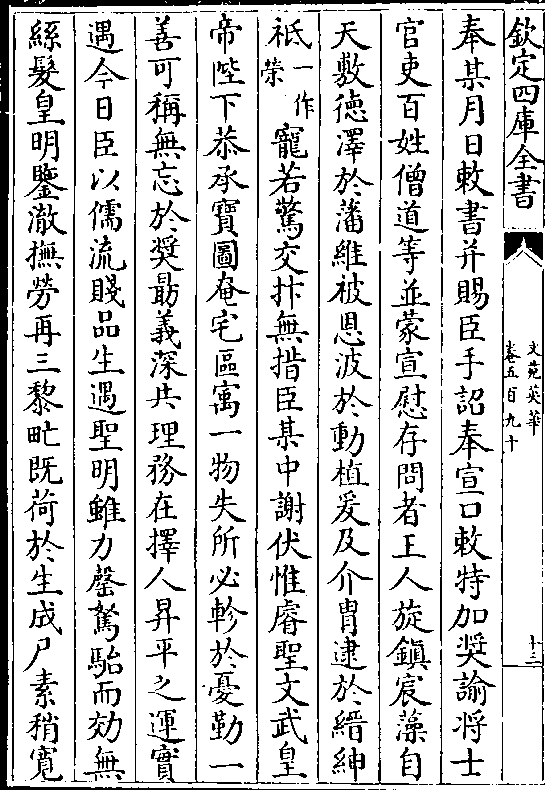 欽定四庫全書
文苑英華
卷五百九十
十三
奉某月日敕書并賜臣手詔奉宣口敕特加奬諭将士
官吏百姓僧道等並蒙宣慰存問者王人旋鎮宸藻自
天敷徳澤於藩維被恩波於動植爰及介胄逮於縉紳
祗一作榮寵若驚交抃無措臣某中謝伏惟睿聖文武皇
帝陛下恭承寶圖奄宅區寓一物失所必軫於憂勤一
善可稱無忘於奬勗義深共理務在擇人昇平之運實
遇今日臣以儒流賤品生遇聖明雖力罄駑駘而効無
絲髮皇明鑒澈撫勞再三黎甿既荷於生成尸素稍寛